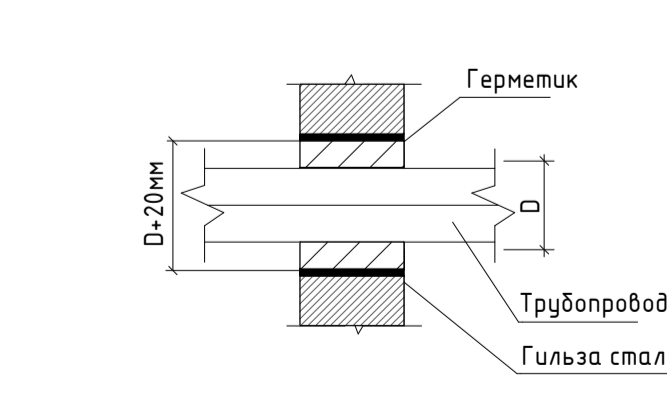 Герметик
D+20мм
D
Трубопровод
Гильза стал